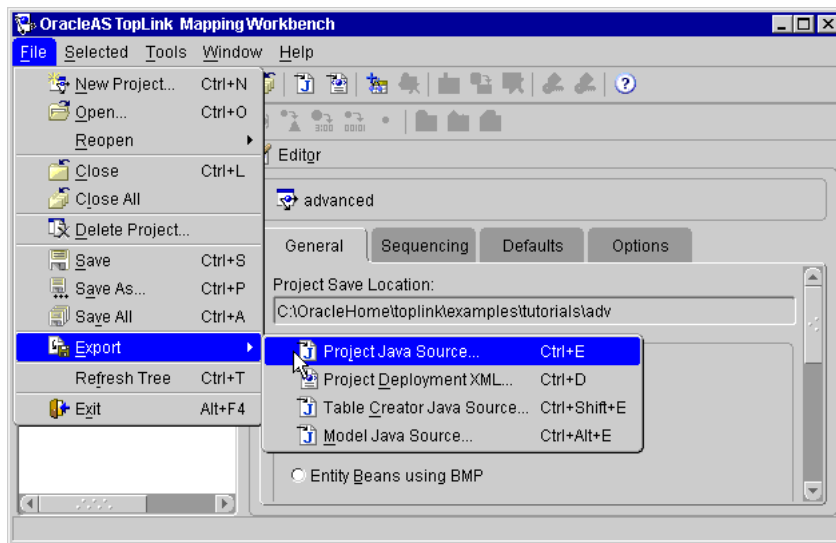 OracleAS TopLink Mapping Workbench
File Selected Tools Window Help
New Project... Ctrl+N
Open... Ctrl+O
Reopen
Editor
Close Ctrl+L
Close All
advanced
Delete Project...
General Sequencing Defaults Options
Save Ctrl+S
Save As... Ctrl+P
Project Save Location:
Save All Ctrl+A
C:\OracleHome\toplink\examples\tutorials\adv
Export
Project Java Source... Ctrl+E
Refresh Tree Ctrl+T
Project Deployment XML... Ctrl+D
Exit Alt+F4
Table Creator Java Source... Ctrl+Shift+E
Model Java Source... Ctrl+Alt+E
Entity Beans using BMP